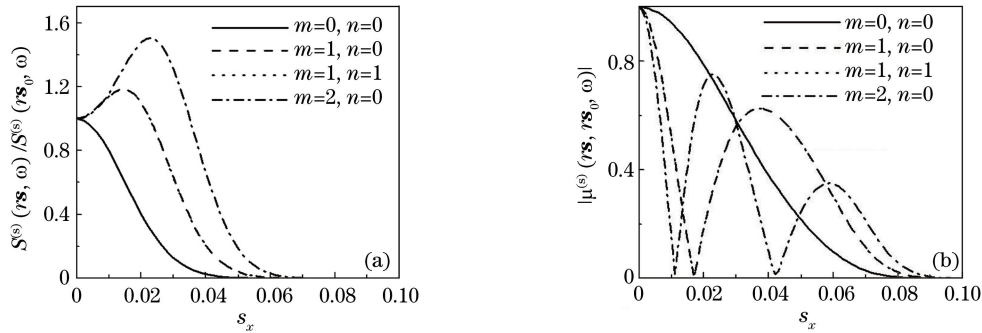 1.6
1.2
0.8
0.4
0
0
0.02
0.04
0.06
0.08
0.10
S⁽ˢ⁾ (rs, ω) /S⁽ˢ⁾ (rs₀, ω)
m=0, n=0
m=1, n=0
m=1, n=1
m=2, n=0
(a)
sₓ
0.8
0.4
0
0
0.02
0.04
0.06
0.08
0.10
|μ⁽ˢ⁾ (rs, rs₀, ω)|
m=0, n=0
m=1, n=0
m=1, n=1
m=2, n=0
(b)
sₓ